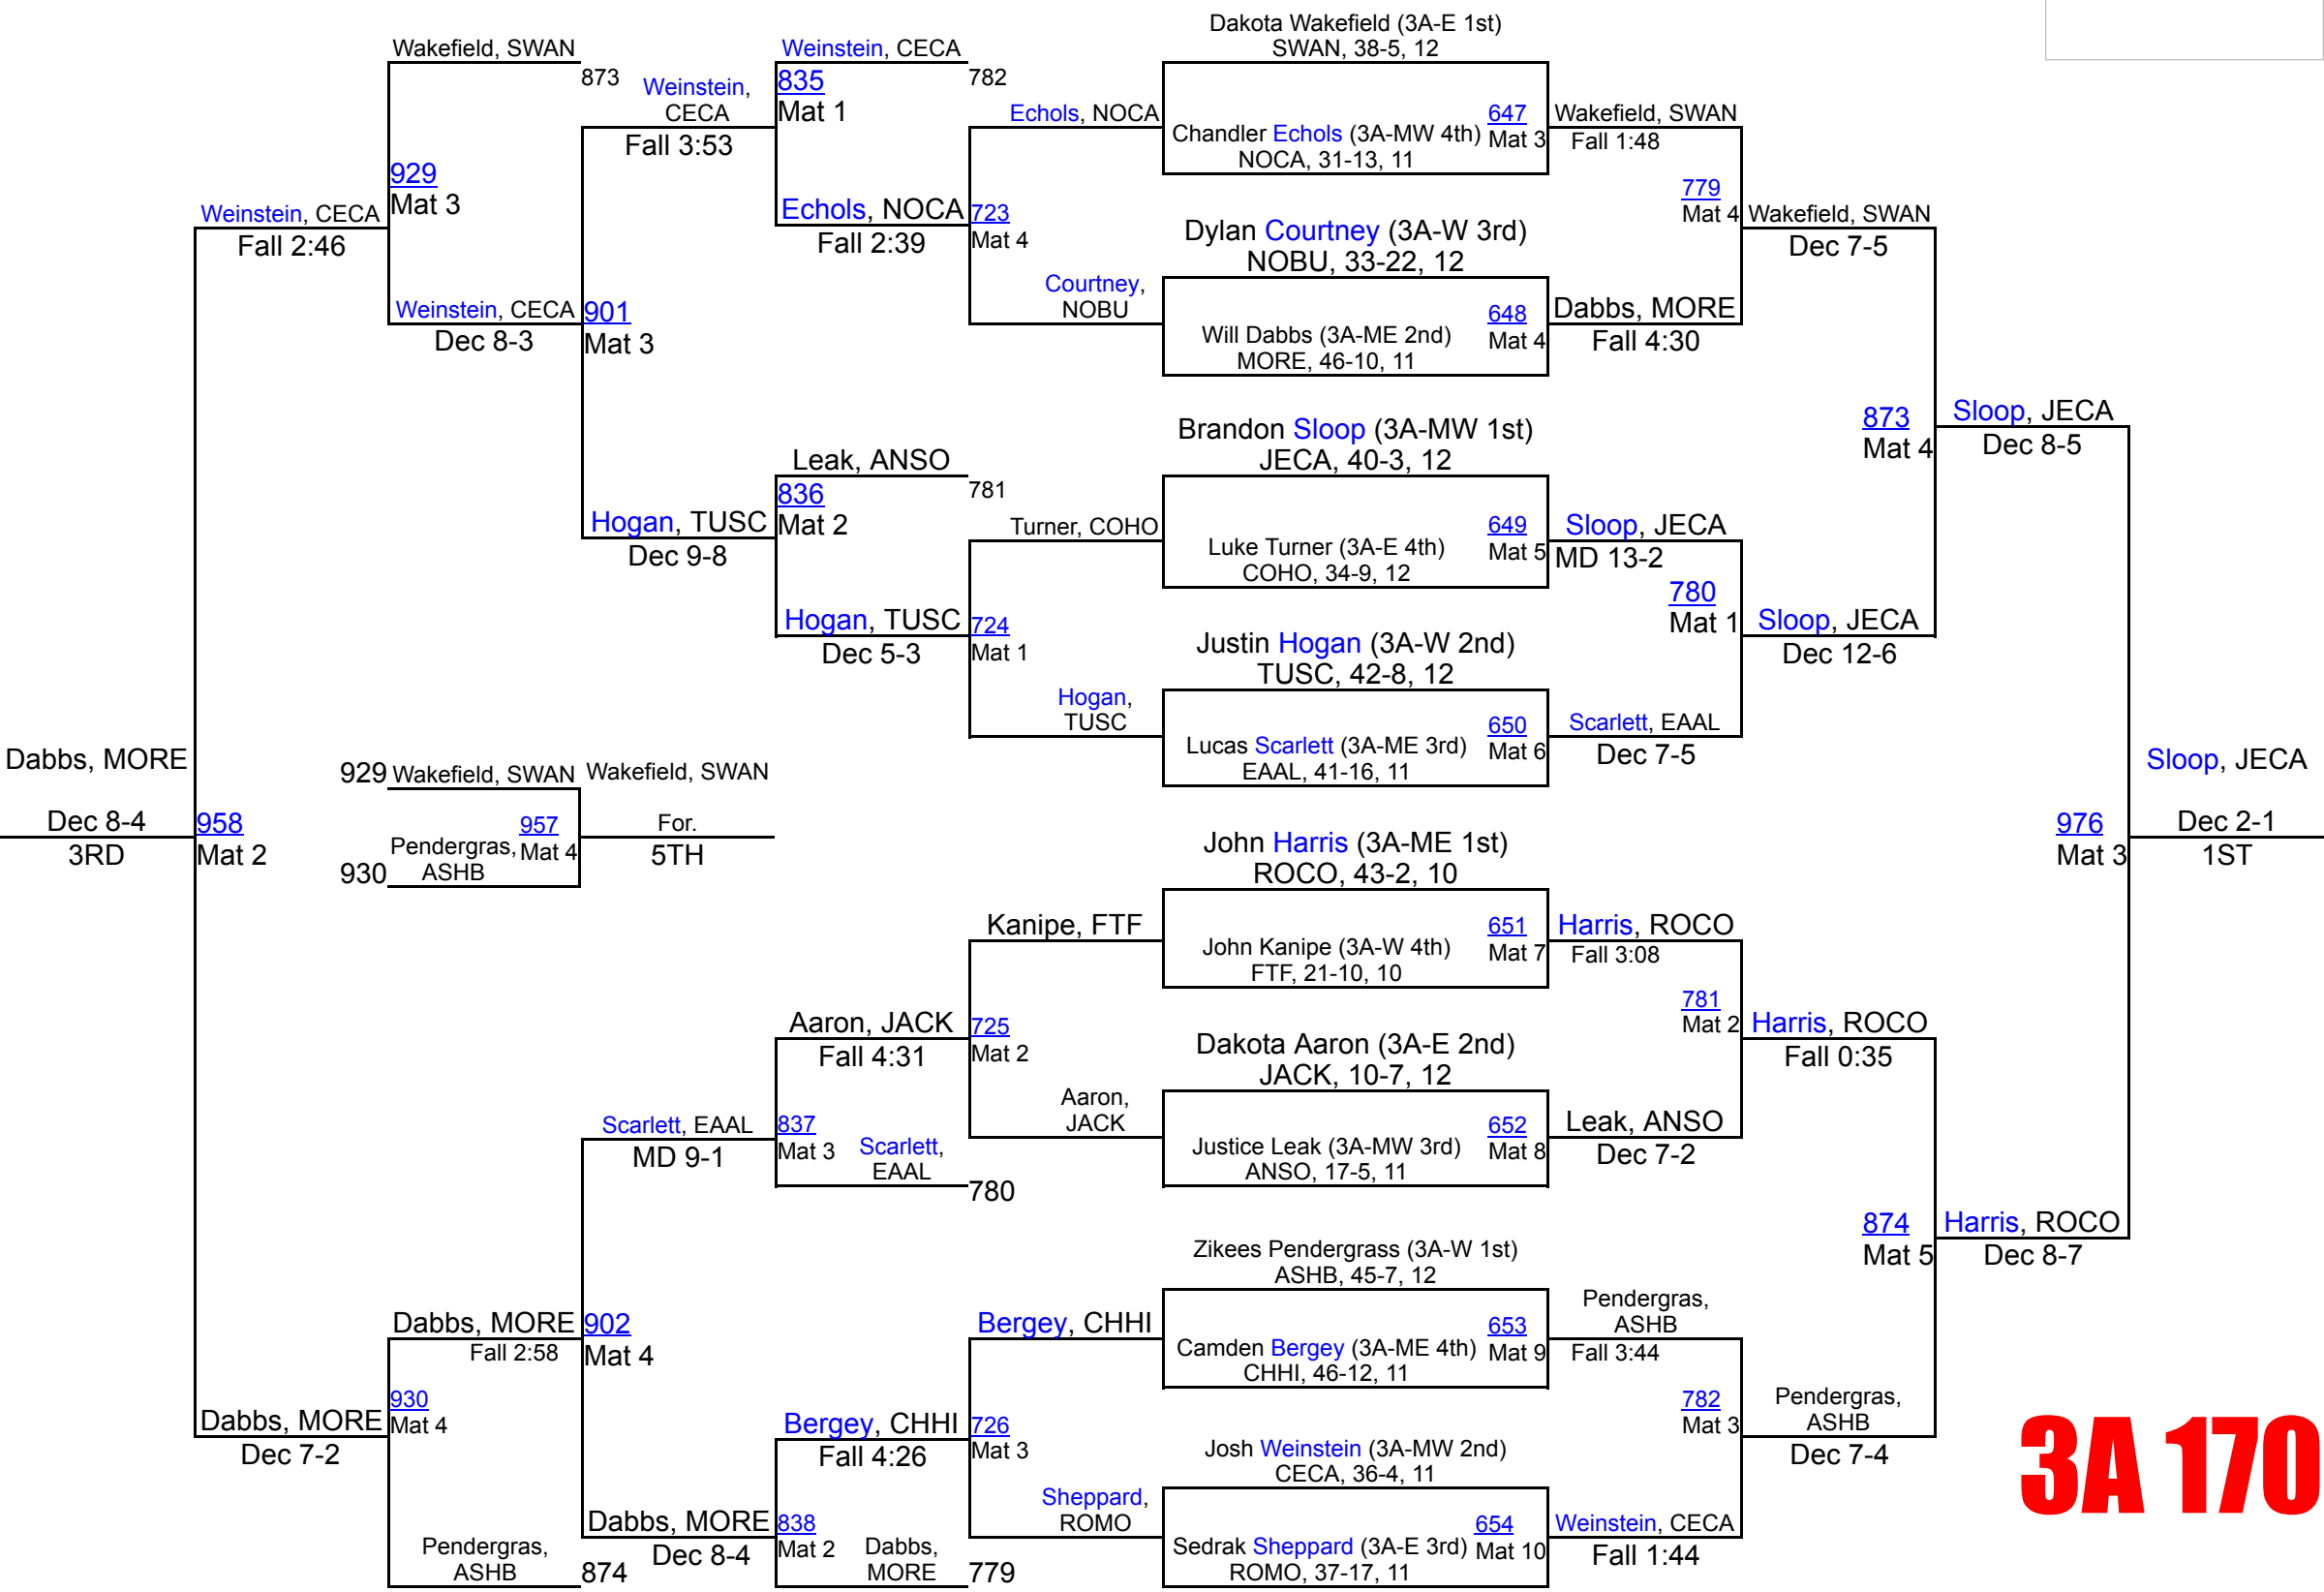 Dakota Wakefield (3A-E 1st)
SWAN, 38-5, 12
Wakefield, SWAN
873
Weinstein,
CECA
Fall 3:53
Weinstein, CECA
782
835
Mat 1
Echols, NOCA
Chandler Echols (3A-MW 4th)
NOCA, 31-13, 11
647
Mat 3
Wakefield, SWAN
Fall 1:48
929
Mat 3
Weinstein, CECA
Fall 2:46
Echols, NOCA
Fall 2:39
723
Mat 4
Dylan Courtney (3A-W 3rd)
NOBU, 33-22, 12
779
Mat 4
Wakefield, SWAN
Dec 7-5
Weinstein, CECA
Dec 8-3
901
Mat 3
Courtney,
NOBU
Will Dabbs (3A-ME 2nd)
MORE, 46-10, 11
648
Mat 4
Dabbs, MORE
Fall 4:30
Brandon Sloop (3A-MW 1st)
JECA, 40-3, 12
873
Mat 4
Sloop, JECA
Dec 8-5
Leak, ANSO
781
836
Mat 2
Hogan, TUSC
Dec 9-8
Turner, COHO
Luke Turner (3A-E 4th)
COHO, 34-9, 12
649
Mat 5
Sloop, JECA
MD 13-2
Hogan, TUSC
Dec 5-3
724
Mat 1
Justin Hogan (3A-W 2nd)
TUSC, 42-8, 12
780
Mat 1
Sloop, JECA
Dec 12-6
Hogan,
TUSC
Lucas Scarlett (3A-ME 3rd)
EAAL, 41-16, 11
650
Mat 6
Scarlett, EAAL
Dec 7-5
Dabbs, MORE
Dec 8-4
3RD
958
Mat 2
929
Wakefield, SWAN
Pendergras,
ASHB
930
957
Mat 4
Wakefield, SWAN
For.
5TH
976
Mat 3
Sloop, JECA
Dec 2-1
1ST
John Harris (3A-ME 1st)
ROCO, 43-2, 10
Kanipe, FTF
John Kanipe (3A-W 4th)
FTF, 21-10, 10
651
Mat 7
Harris, ROCO
Fall 3:08
Aaron, JACK
Fall 4:31
725
Mat 2
Dakota Aaron (3A-E 2nd)
JACK, 10-7, 12
781
Mat 2
Harris, ROCO
Fall 0:35
Scarlett, EAAL
MD 9-1
837
Mat 3
Scarlett,
EAAL
780
Aaron,
JACK
Justice Leak (3A-MW 3rd)
ANSO, 17-5, 11
652
Mat 8
Leak, ANSO
Dec 7-2
874
Mat 5
Harris, ROCO
Dec 8-7
Zikees Pendergrass (3A-W 1st)
ASHB, 45-7, 12
Dabbs, MORE
Fall 2:58
902
Mat 4
Bergey, CHHI
Camden Bergey (3A-ME 4th)
CHHI, 46-12, 11
653
Mat 9
Pendergras,
ASHB
Fall 3:44
Dabbs, MORE
Dec 7-2
930
Mat 4
Bergey, CHHI
Fall 4:26
726
Mat 3
Josh Weinstein (3A-MW 2nd)
CECA, 36-4, 11
782
Mat 3
Pendergras,
ASHB
Dec 7-4
Pendergras,
ASHB
874
Dabbs, MORE
Dec 8-4
838
Mat 2
Dabbs,
MORE
779
Sheppard,
ROMO
Sedrak Sheppard (3A-E 3rd)
ROMO, 37-17, 11
654
Mat 10
Weinstein, CECA
Fall 1:44
3A 170